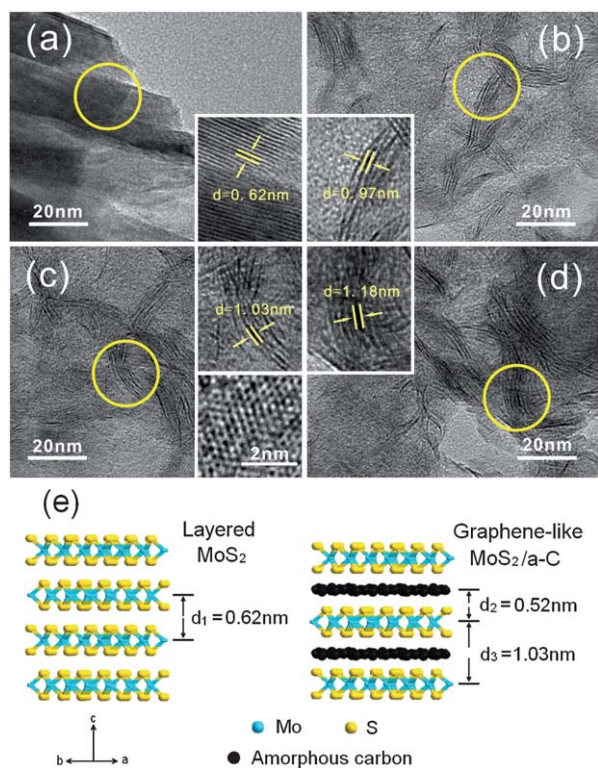 (a)
(b)
d=0.62nm
d=0.97nm
20nm
20nm
(c)
(d)
d=1.03nm
d=1.18nm
20nm
2nm
20nm
(e)
Layered
MoS2
d1=0.62nm
Graphene-like
MoS2/a-C
d2=0.52nm
d3=1.03nm
c
b
a
Mo
S
Amorphous carbon